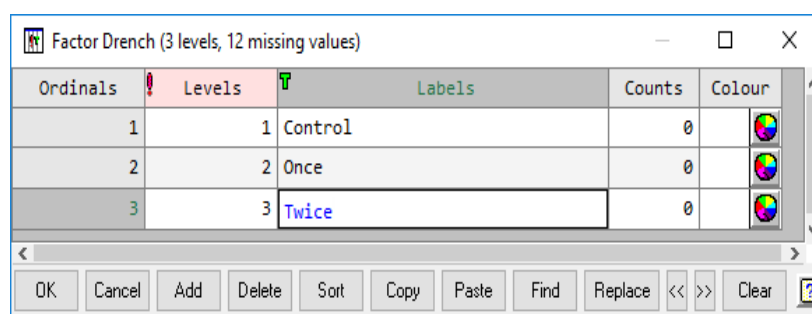 Factor Drench (3 levels, 12 missing values)
Ordinals Levels Labels Counts Colour
1 1 Control 0
2 2 Once 0
3 3 Twice 0
OK Cancel Add Delete Sort Copy Paste Find Replace << >> Clear ?